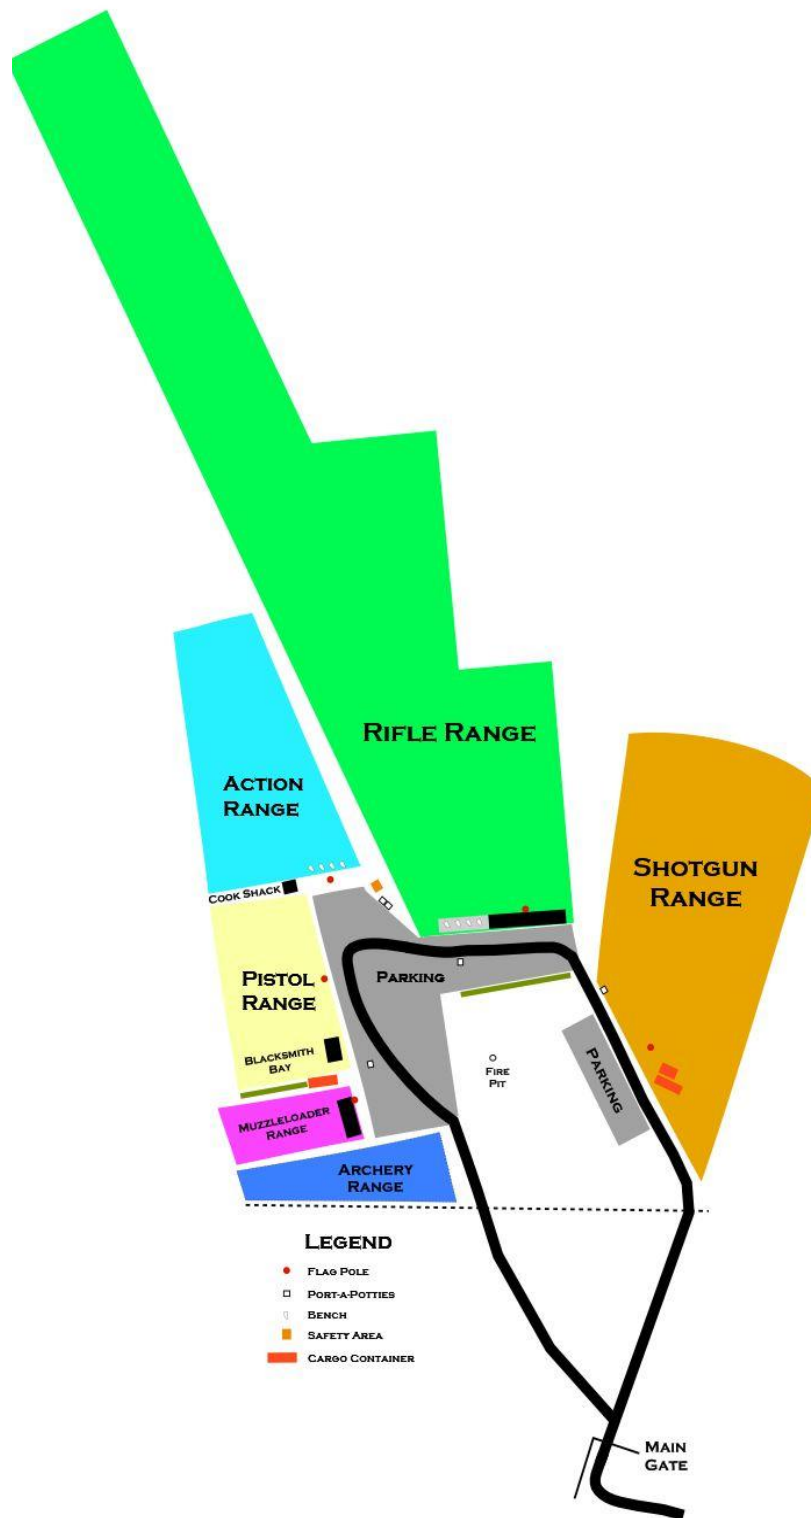 RIFLE RANGE
ACTION
RANGE
SHOTGUN
RANGE
COOK SHACK
PISTOL
RANGE
PARKING
BLACKSMITH
BAY
FIRE
PIT
PARKING
MUZZLELOADER
RANGE
ARCHERY
RANGE
LEGEND
FLAG POLE
PORT-A-POTTIES
BENCH
SAFETY AREA
CARGO CONTAINER
MAIN
GATE